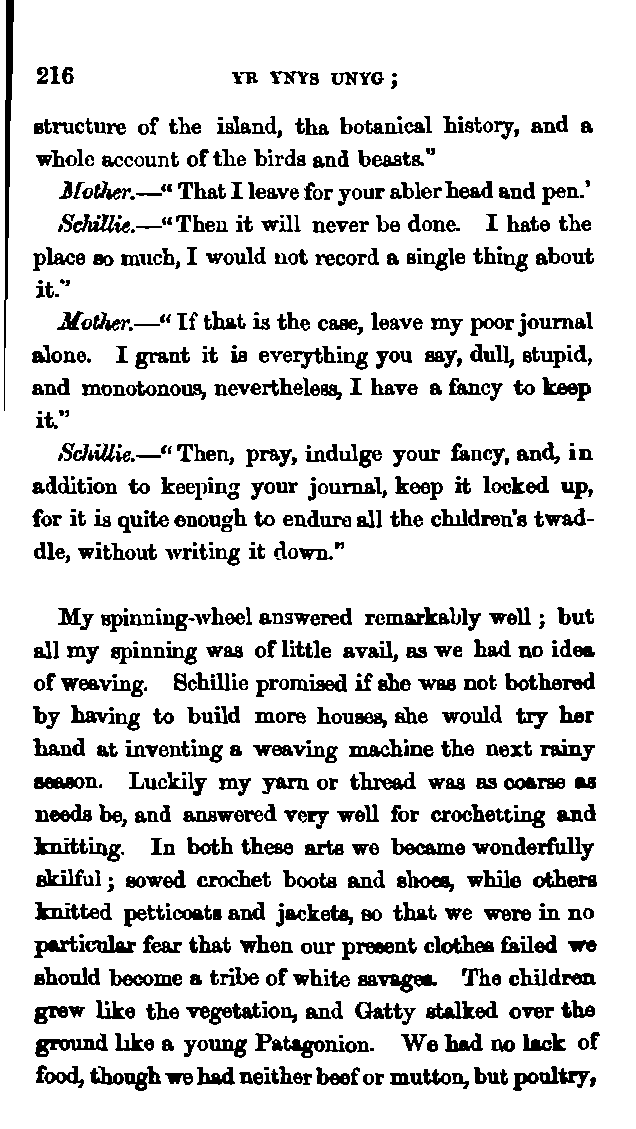 216 YR YNYS UNYG;
structure of the island, tha botanical history, and a
whole account of the birds and beasts."
Mother.—"That I leave for your abler head and pen.'
Schillie.—"Then it will never be done. I hate the
place so much, I would not record a single thing about
it."
Mother.—"If that is the case, leave my poor journal
alone. I grant it is everything you say, dull, stupid,
and monotonous, nevertheless, I have a fancy to keep
it."
Schillie.—"Then, pray, indulge your fancy, and, in
addition to keeping your journal, keep it locked up,
for it is quite enough to endure all the children's twad-
dle, without writing it down."
My spinning-wheel answered remarkably well; but
all my spinning was of little avail, as we had no idea
of weaving. Schillie promised if she was not bothered
by having to build more houses, she would try her
hand at inventing a weaving machine the next rainy
season. Luckily my yarn or thread was as coarse as
needs be, and answered very well for crochetting and
knitting. In both these arts we became wonderfully
skilful; sowed crochet boots and shoes, while others
knitted petticoats and jackets, so that we were in no
particular fear that when our present clothes failed we
should become a tribe of white savages. The children
grew like the vegetation, and Gatty stalked over the
ground like a young Patagonion. We had no lack of
food, though we had neither beef or mutton, but poultry,